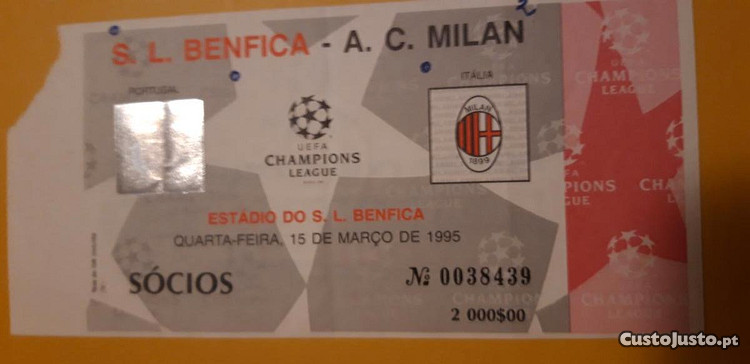 S. L. BENFICA - A. C. MILAN
PORTUGAL
ITÁLIA
UEFA
CHAMPIONS
LEAGUE
MILAN
1899
ESTÁDIO DO S. L. BENFICA
QUARTA-FEIRA, 15 DE MARÇO DE 1995
SÓCIOS
Nº 0038439
2 000$00
UEFA
CHAMPIONS
LEAGUE
CustoJusto.pt